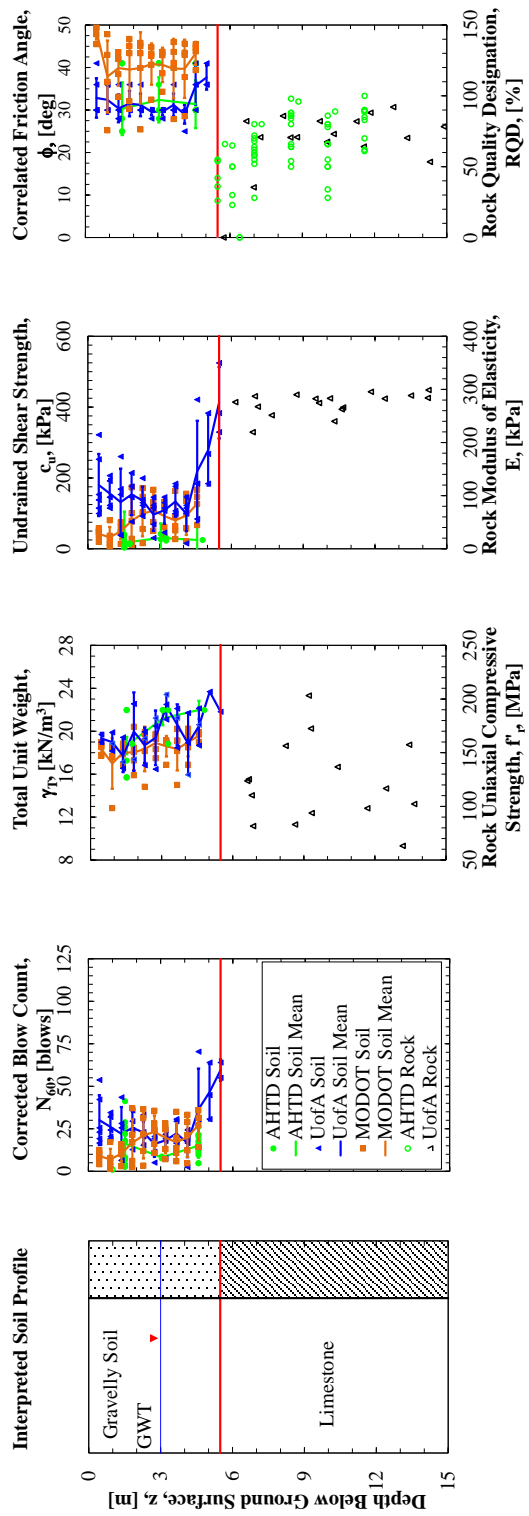 Interpreted Soil Profile
Depth Below Ground Surface, z, [m]
0
3
6
9
12
15
Gravelly Soil
GWT
Limestone
Corrected Blow Count,
N60, [blows]
0
25
50
75
100
125
AHTD Soil
AHTD Soil Mean
UofA Soil
UofA Soil Mean
MODOT Soil
MODOT Soil Mean
AHTD Rock
UofA Rock
Total Unit Weight,
γT, [kN/m³]
8
12
16
20
24
28
50
100
150
200
250
Rock Uniaxial Compressive
Strength, f'r, [MPa]
Undrained Shear Strength,
cu, [kPa]
0
200
400
600
0
100
200
300
400
Rock Modulus of Elasticity,
E, [kPa]
Correlated Friction Angle,
ϕ, [deg]
0
10
20
30
40
50
0
50
100
150
Rock Quality Designation,
RQD, [%]